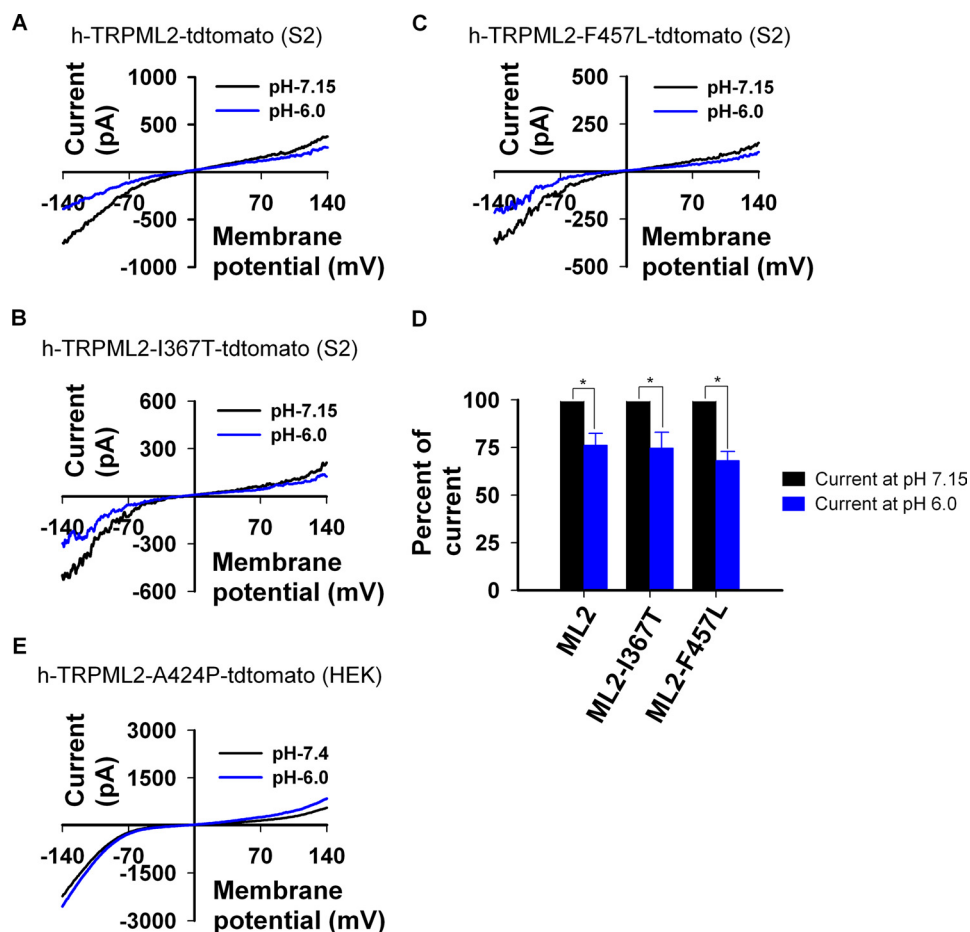 A
h-TRPML2-tdtomato (S2)
Current
(pA)
1000
500
-500
-1000
-140
-70
70
140
pH-7.15
pH-6.0
Membrane
potential (mV)
C
h-TRPML2-F457L-tdtomato (S2)
Current
(pA)
500
250
-250
-500
-140
-70
70
140
pH-7.15
pH-6.0
Membrane
potential (mV)
B
h-TRPML2-I367T-tdtomato (S2)
Current
(pA)
600
300
-300
-600
-140
-70
70
140
pH-7.15
pH-6.0
Membrane
potential (mV)
D
Percent of
current
100
75
50
25
0
*
*
*
ML2
ML2-I367T
ML2-F457L
Current at pH 7.15
Current at pH 6.0
E
h-TRPML2-A424P-tdtomato (HEK)
Current
(pA)
3000
1500
-1500
-3000
-140
-70
70
140
pH-7.4
pH-6.0
Membrane
potential (mV)